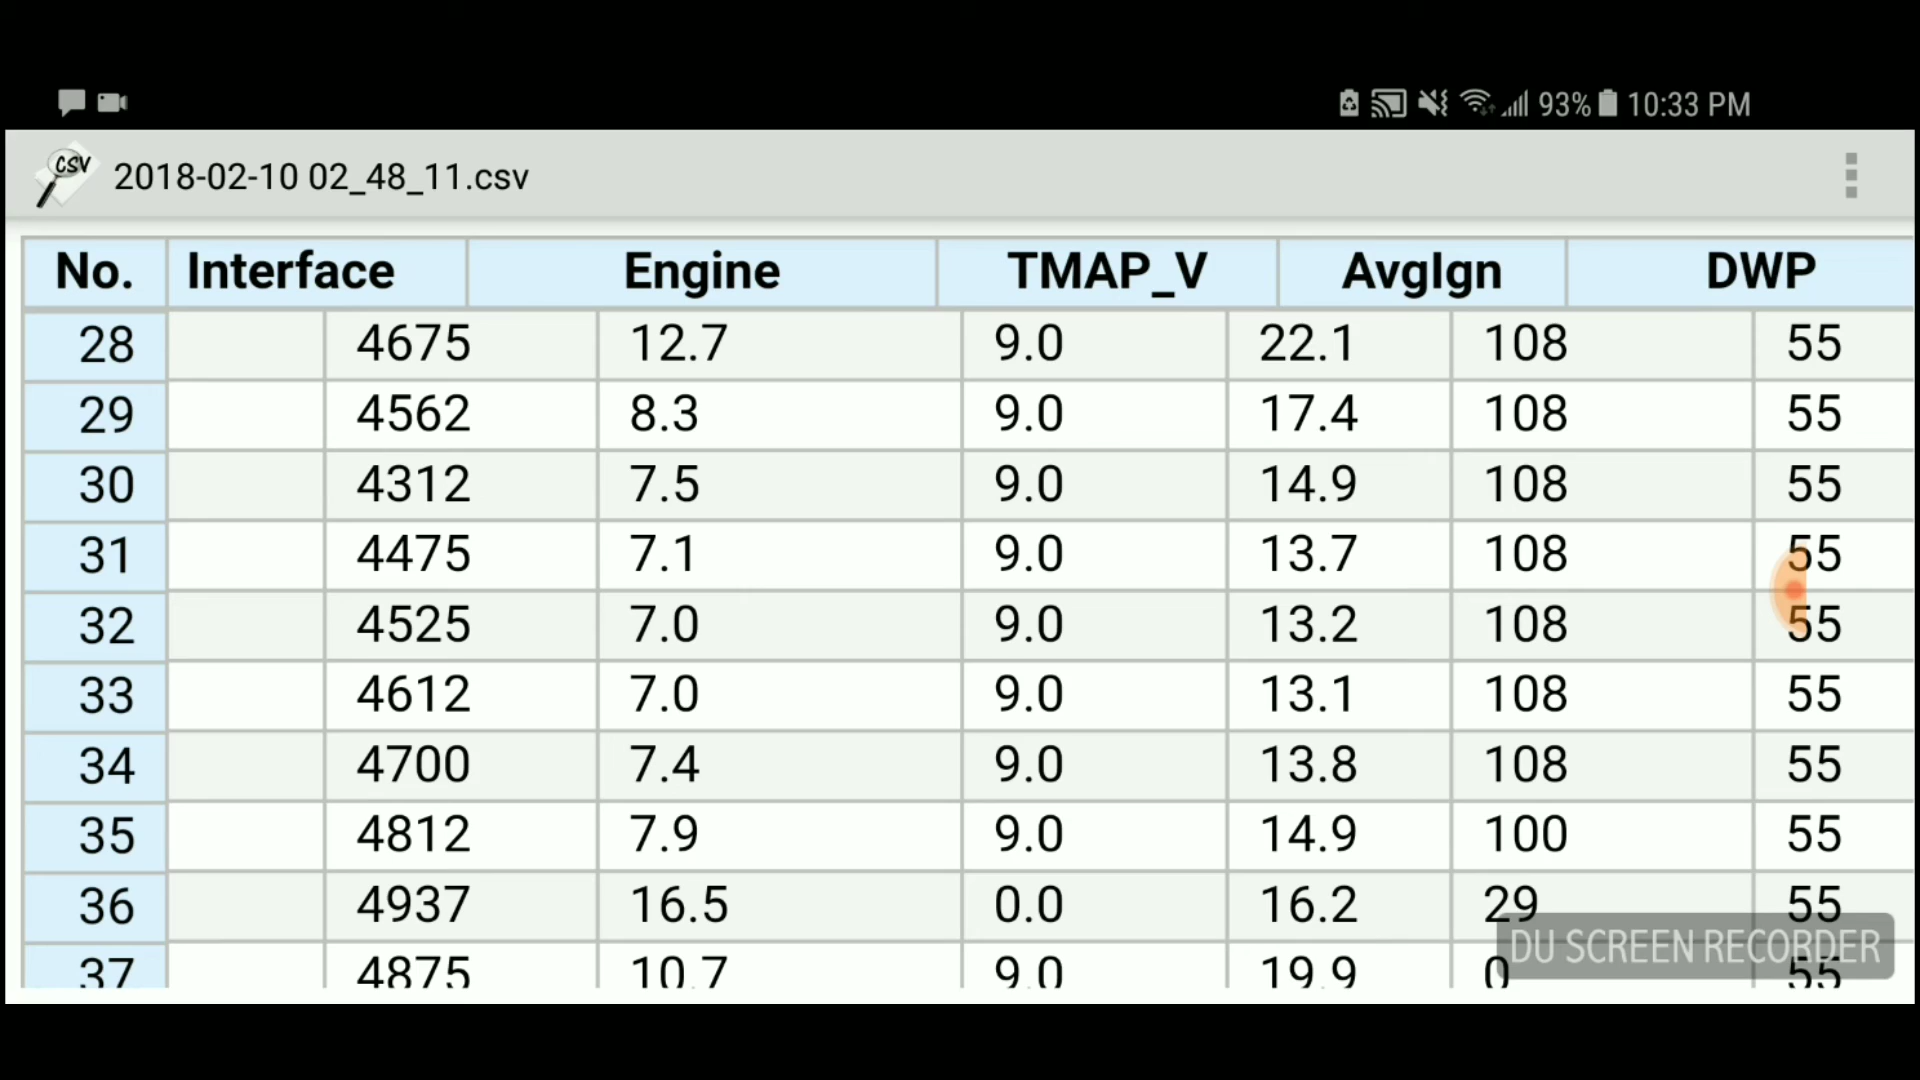 93% 10:33 PM
CSV 2018-02-10 02_48_11.csv
No. Interface Engine TMAP_V AvgIgn DWP
28 4675 12.7 9.0 22.1 108 55
29 4562 8.3 9.0 17.4 108 55
30 4312 7.5 9.0 14.9 108 55
31 4475 7.1 9.0 13.7 108 55
32 4525 7.0 9.0 13.2 108 55
33 4612 7.0 9.0 13.1 108 55
34 4700 7.4 9.0 13.8 108 55
35 4812 7.9 9.0 14.9 100 55
36 4937 16.5 0.0 16.2 29 55
DU SCREEN RECORDER
37 4875 10.7 9.0 19.9 0 55